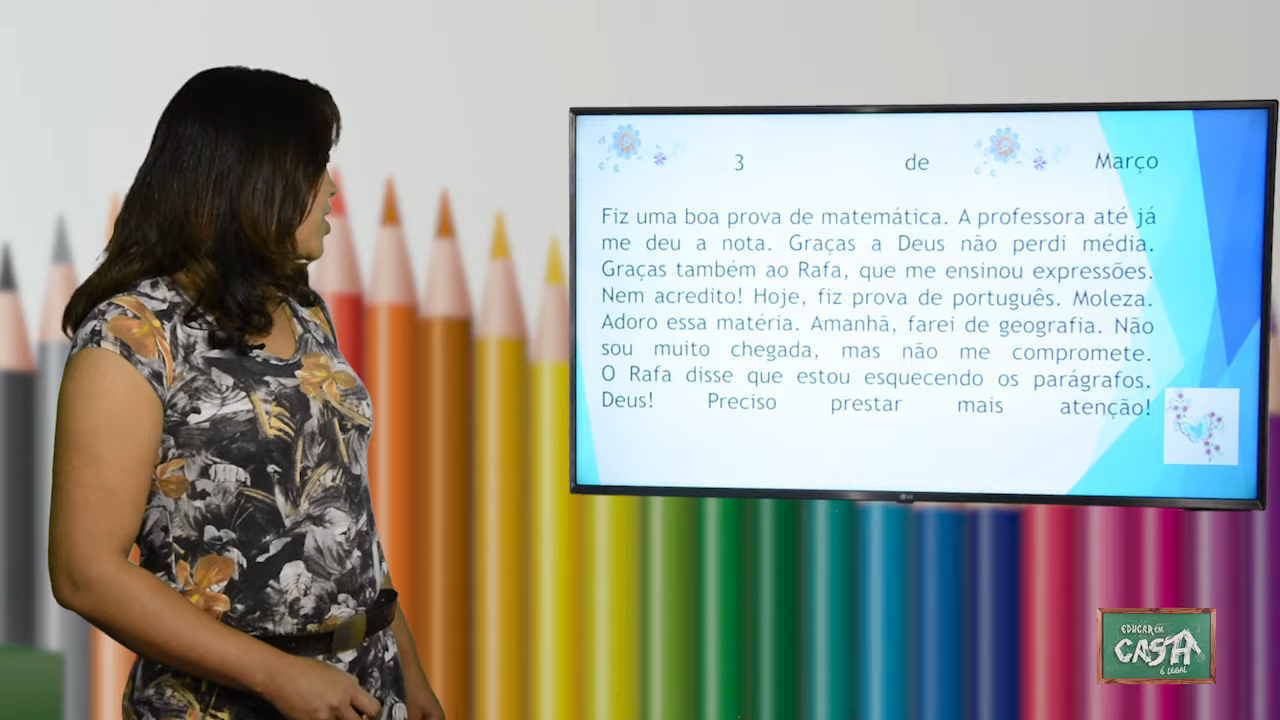 3 de Março
Fiz uma boa prova de matemática. A professora até já
me deu a nota. Graças a Deus não perdi média.
Graças também ao Rafa, que me ensinou expressões.
Nem acredito! Hoje, fiz prova de português. Moleza.
Adoro essa matéria. Amanhã, farei de geografia. Não
sou muito chegada, mas não me compromete.
O Rafa disse que estou esquecendo os parágrafos.
Deus! Preciso prestar mais atenção!
LG
EDUCAR EM
CASA
É LEGAL